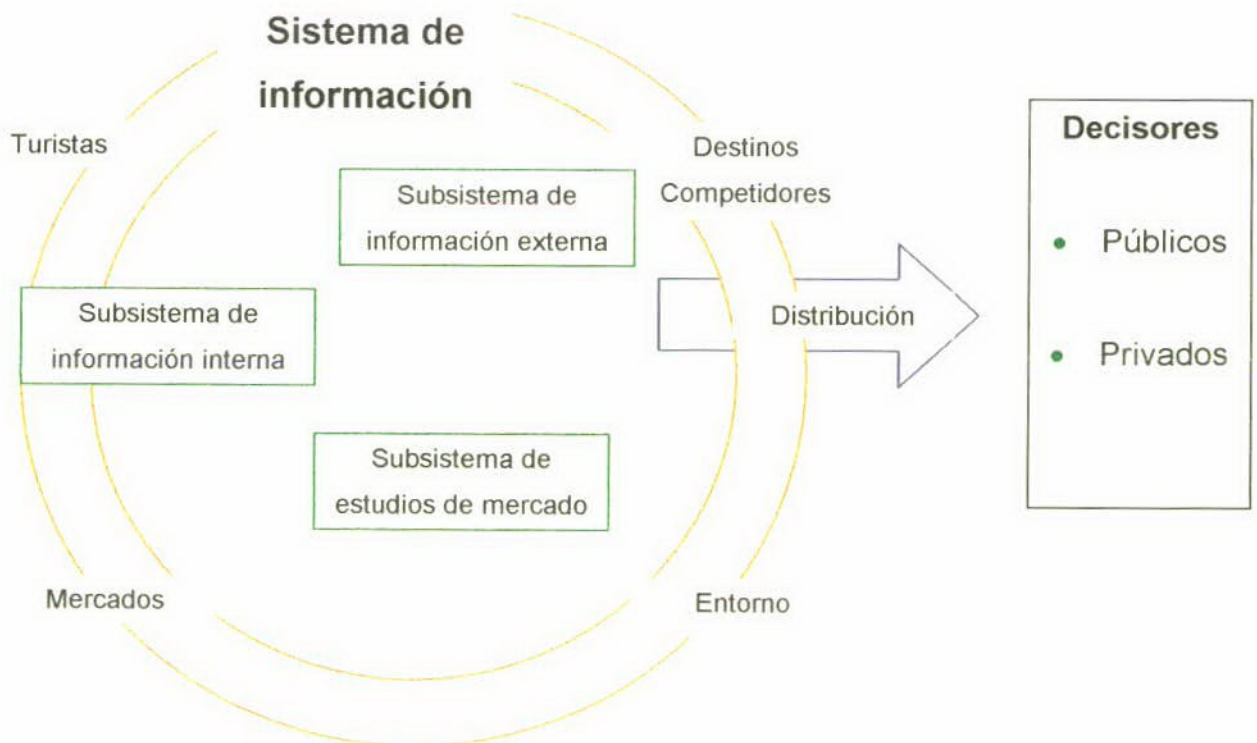 Sistema de
información
Turistas
Destinos
Competidores
Subsistema de
información externa
Subsistema de
información interna
Distribución
Subsistema de
estudios de mercado
Mercados
Entorno
Decisores
• Públicos
• Privados